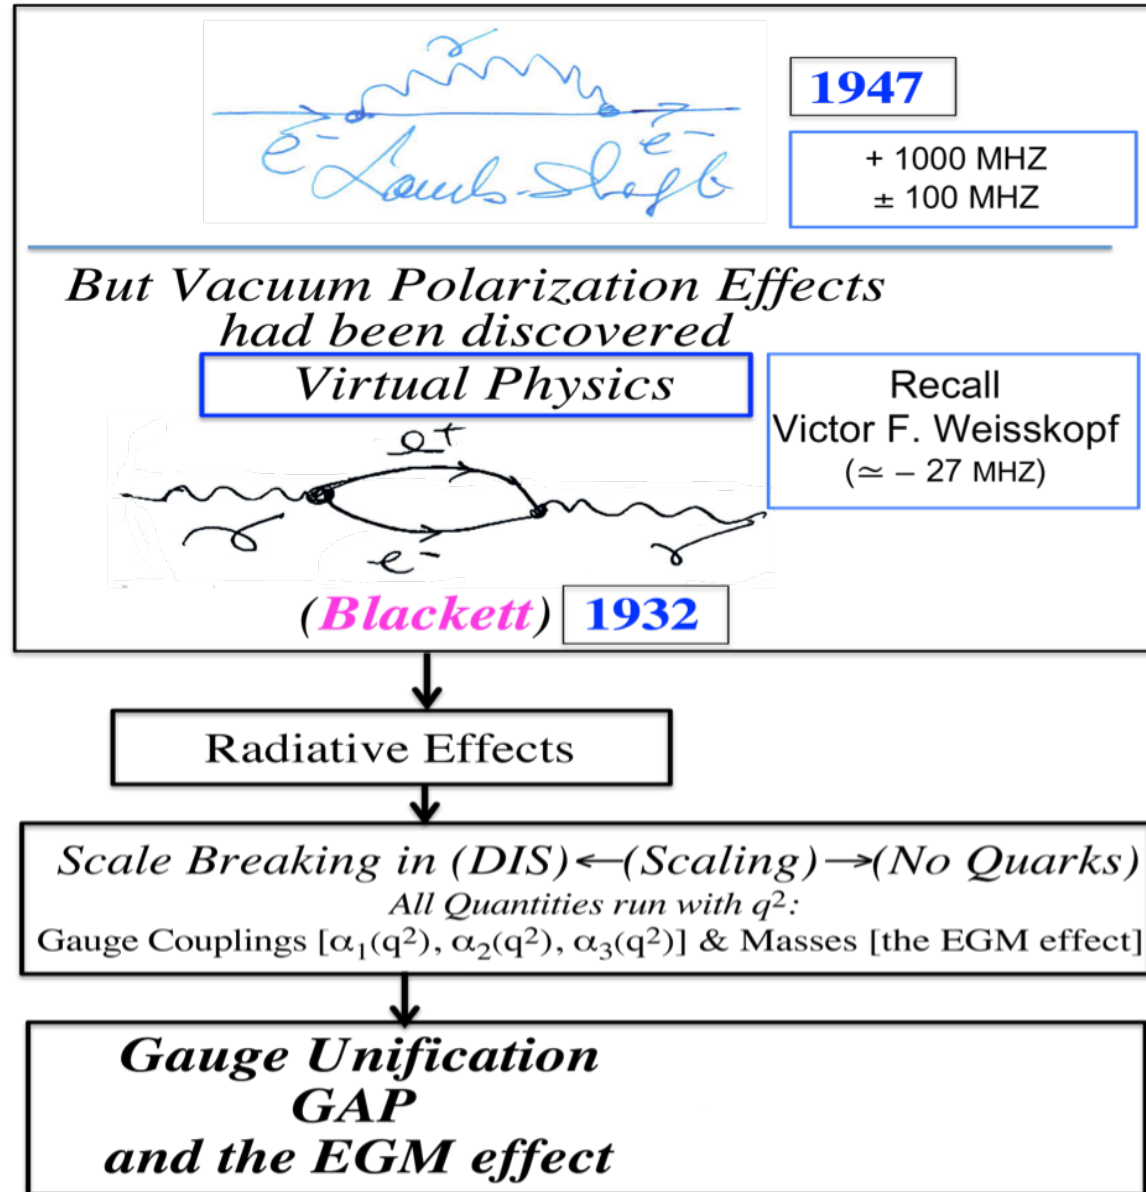 γ
1947
e⁻ e⁻
Lamb-Shift
+ 1000 MHZ
± 100 MHZ
But Vacuum Polarization Effects
had been discovered
Virtual Physics
Recall
Victor F. Weisskopf
(≃ – 27 MHZ)
e+
γ γ
e⁻
(Blackett) 1932
Radiative Effects
Scale Breaking in (DIS)←(Scaling)→(No Quarks)
All Quantities run with q²:
Gauge Couplings [α₁(q²), α₂(q²), α₃(q²)] & Masses [the EGM effect]
Gauge Unification
GAP
and the EGM effect